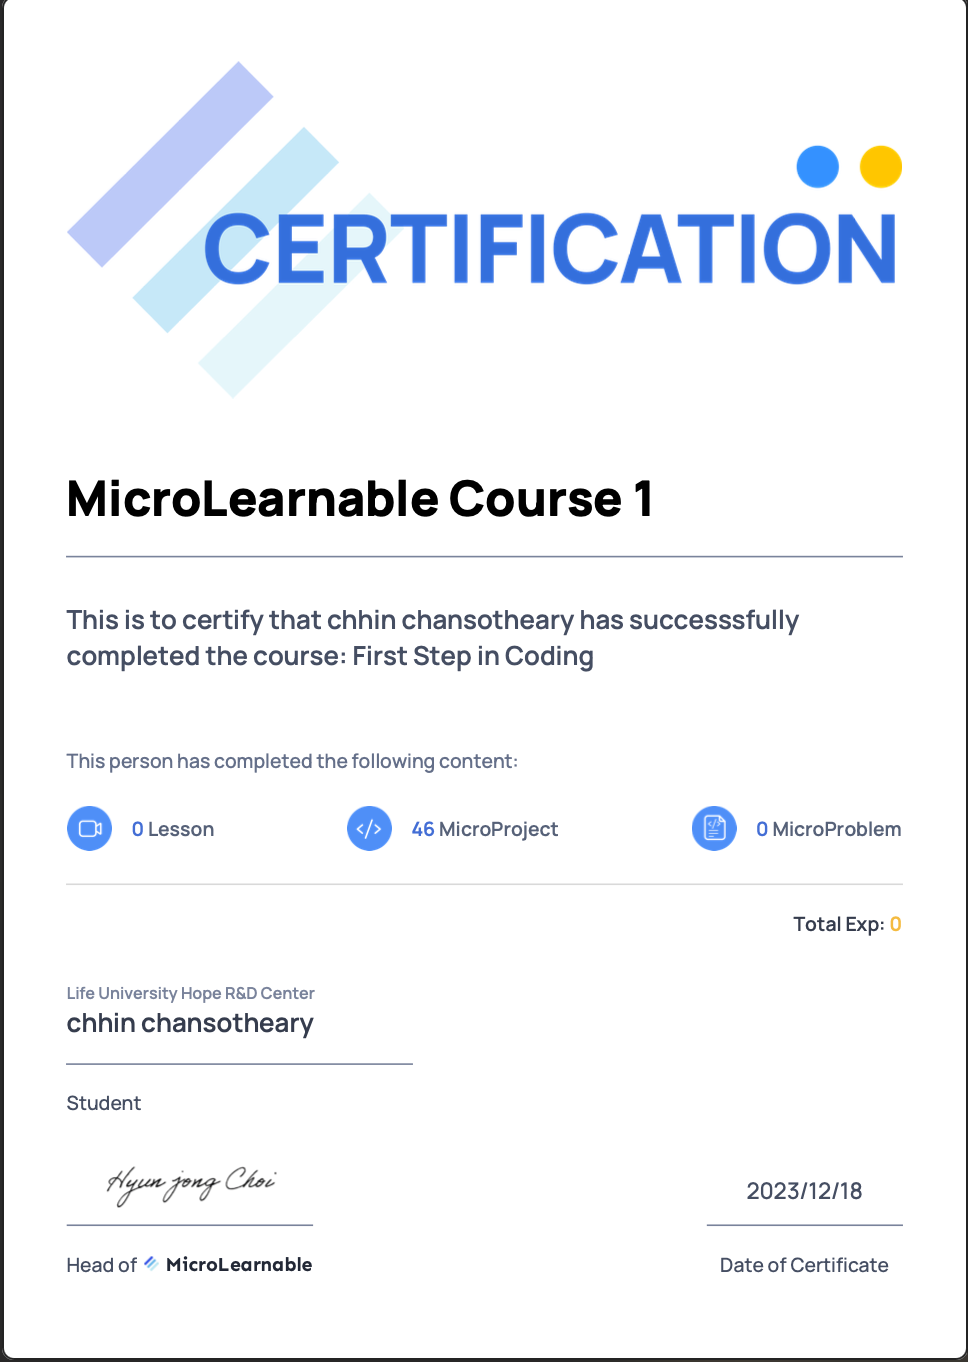 CERTIFICATION
MicroLearnable Course 1
This is to certify that chhin chansotheary has successsfully
completed the course: First Step in Coding
This person has completed the following content:
0 Lesson
46 MicroProject
0 MicroProblem
Total Exp: 0
Life University Hope R&D Center
chhin chansotheary
Student
Hyun jong Choi
2023/12/18
Head of MicroLearnable
Date of Certificate